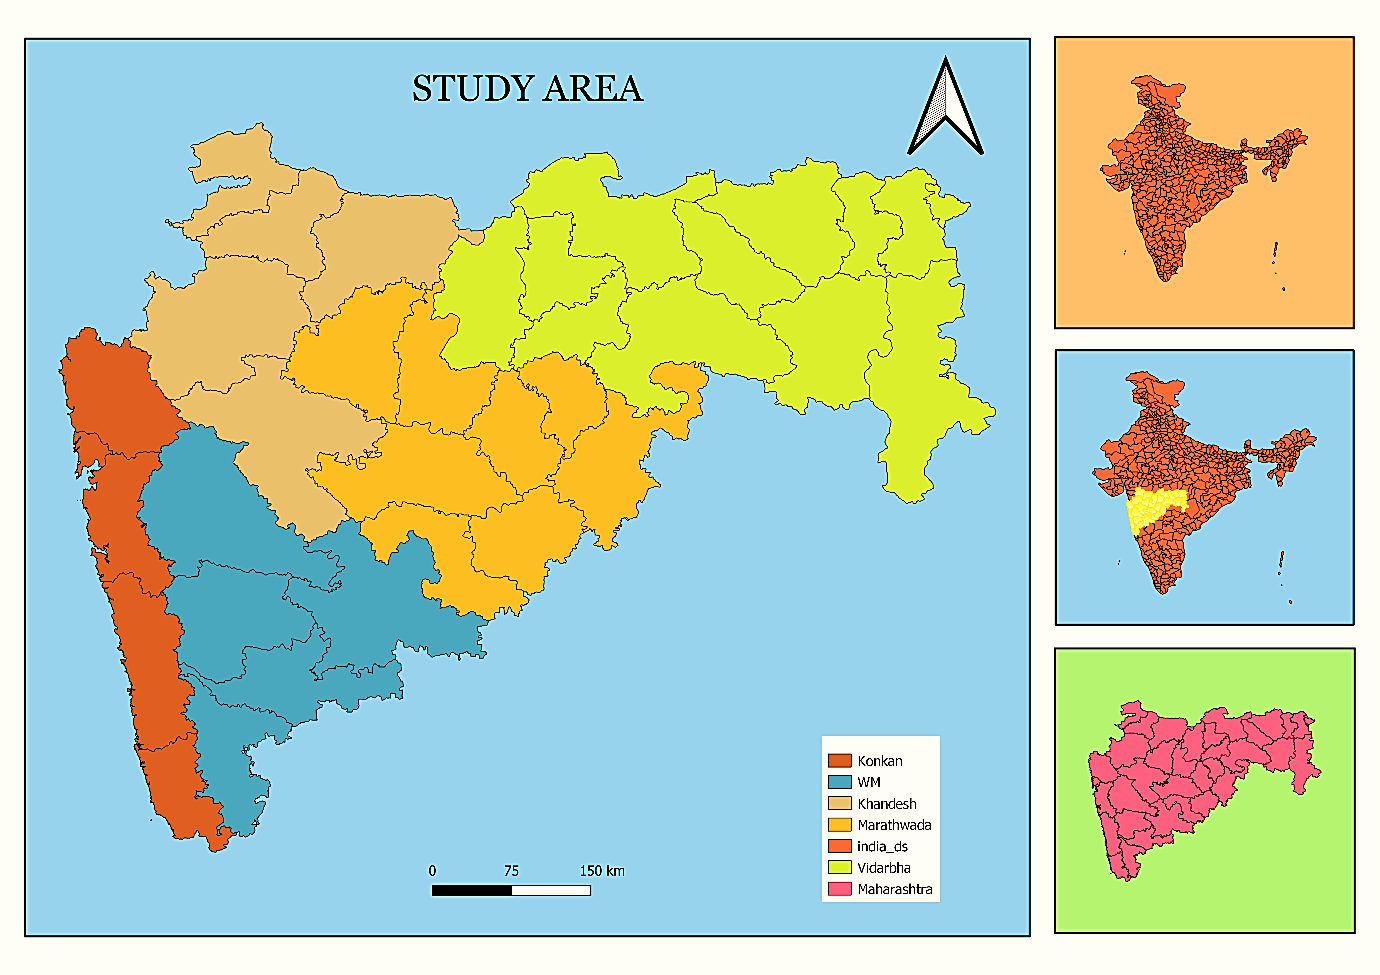 STUDY AREA
Konkan
WM
Khandesh
Marathwada
india_ds
Vidarbha
Maharashtra
0 75 150 km